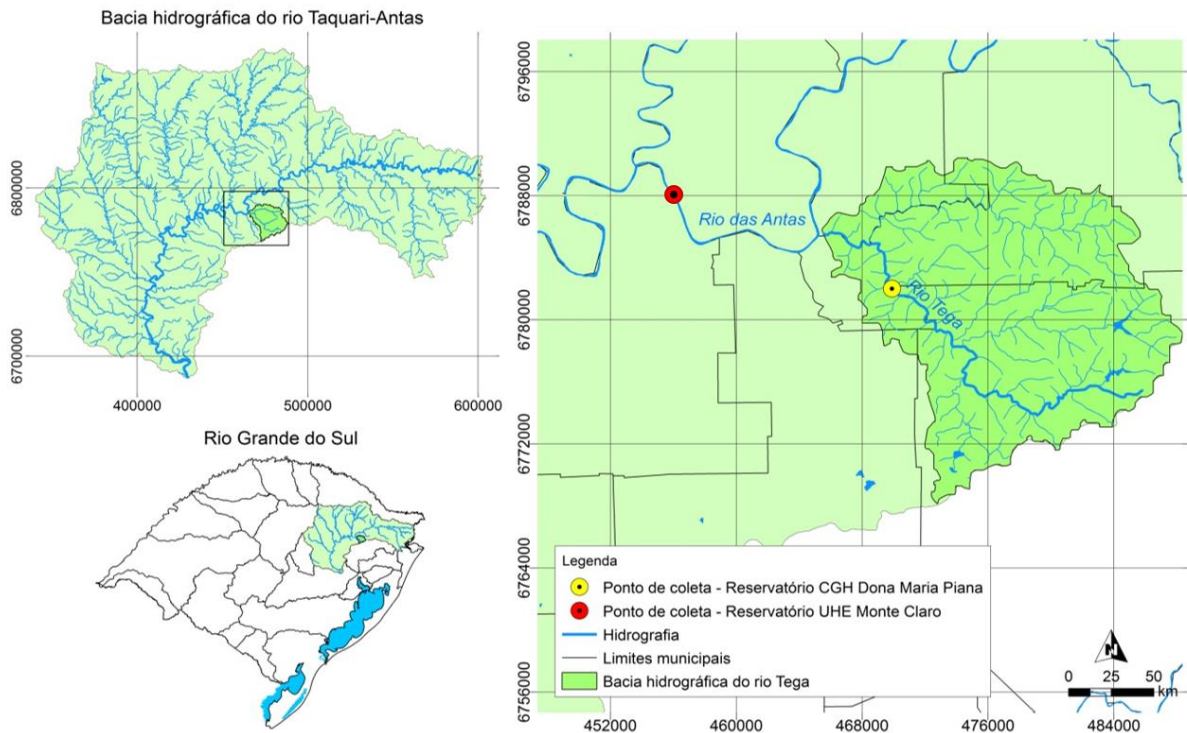 Bacia hidrográfica do rio Taquari-Antas
6800000
6700000
400000
500000
600000
Rio Grande do Sul
6796000
6788000
6780000
6772000
6764000
6756000
Rio das Antas
Rio Tega
Legenda
Ponto de coleta - Reservatório CGH Dona Maria Piana
Ponto de coleta - Reservatório UHE Monte Claro
Hidrografia
Limites municipais
Bacia hidrográfica do rio Tega
N
0 25 50
km
452000
460000
468000
476000
484000